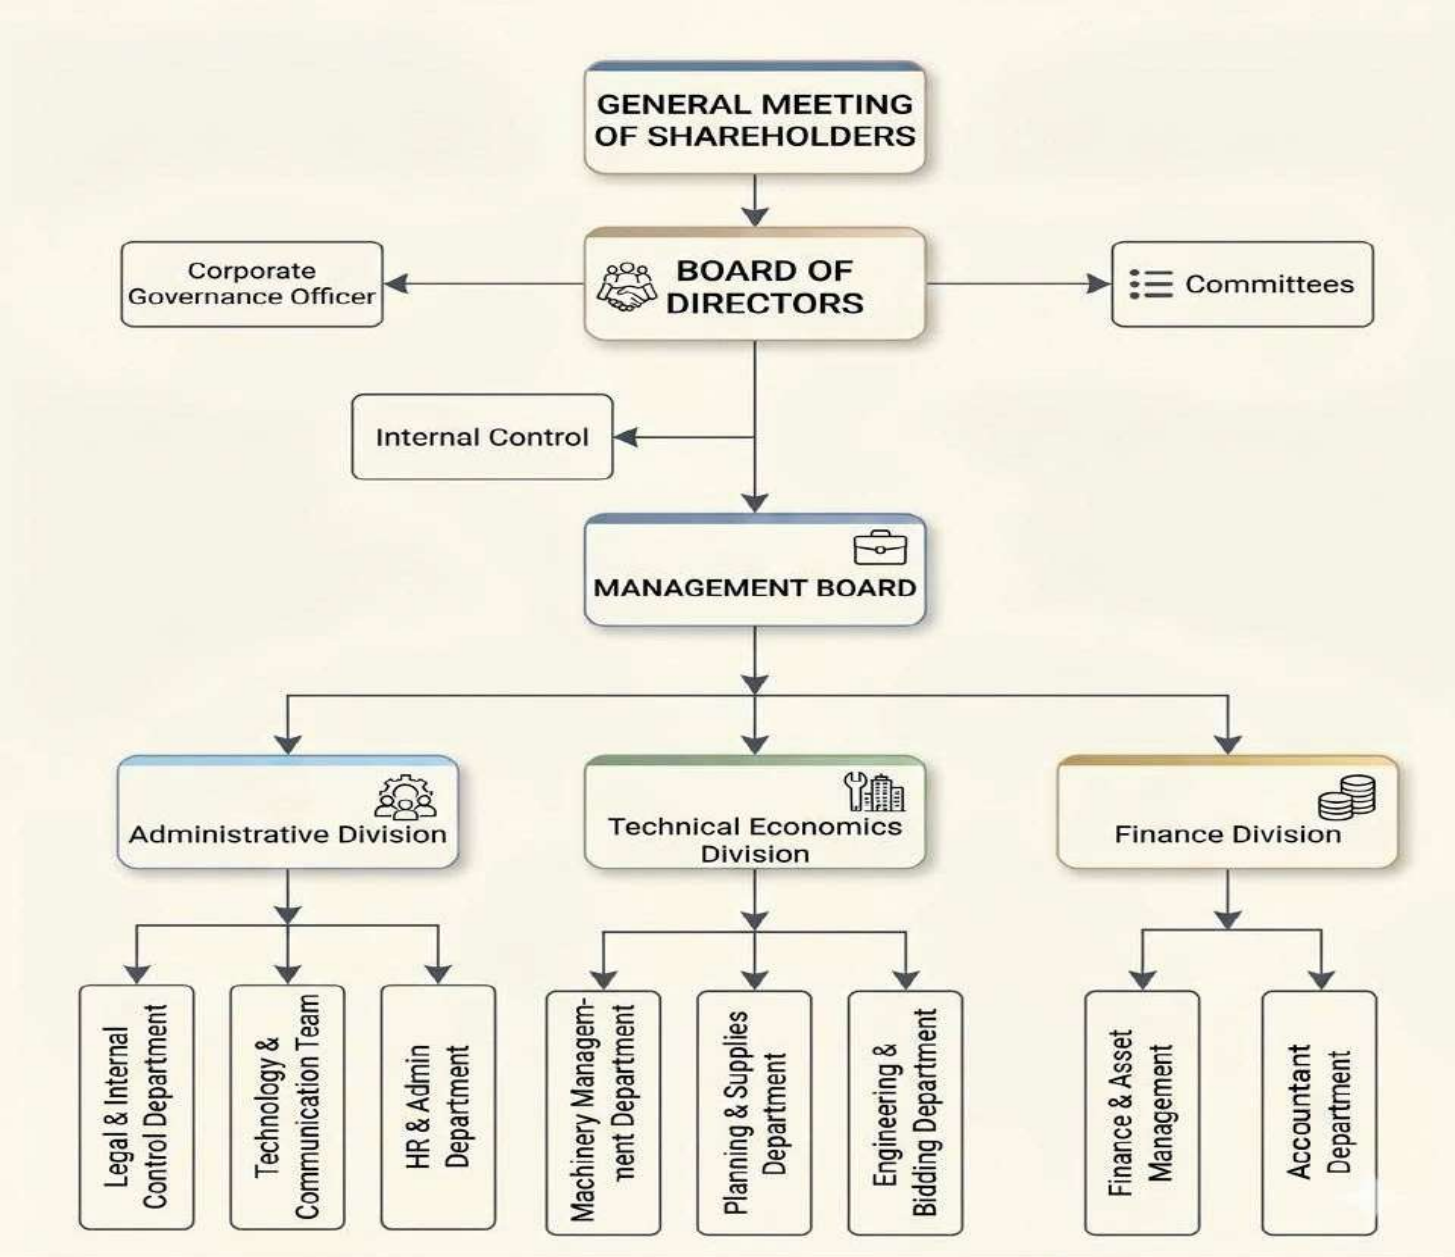 GENERAL MEETING
OF SHAREHOLDERS
Corporate
Governance Officer
BOARD OF
DIRECTORS
Committees
Internal Control
MANAGEMENT BOARD
Administrative Division
Technical Economics
Division
Finance Division
Legal & Internal
Control Department
Technology &
Communication Team
HR & Admin
Department
Machinery Managem-
ment Department
Planning & Supplies
Department
Engineering &
Bidding Department
Finance & Asset
Management
Accountant
Department